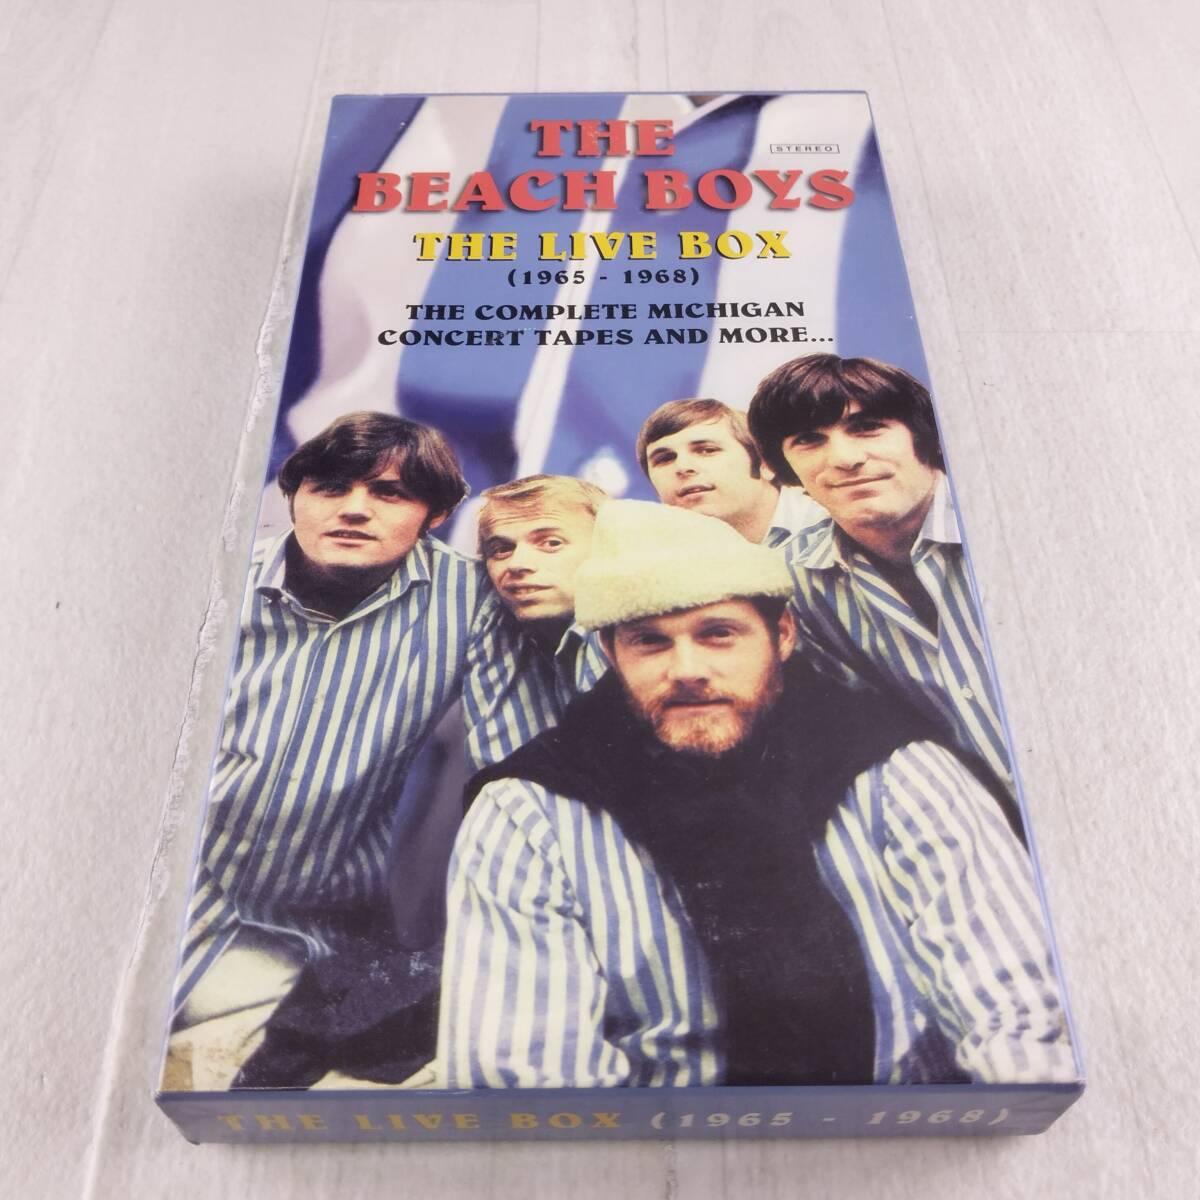 THE
STEREO
BEACH BOYS
THE LIVE BOX
(1965 - 1968)
THE COMPLETE MICHIGAN
CONCERT TAPES AND MORE...
THE LIVE BOX (1965 - 1968)